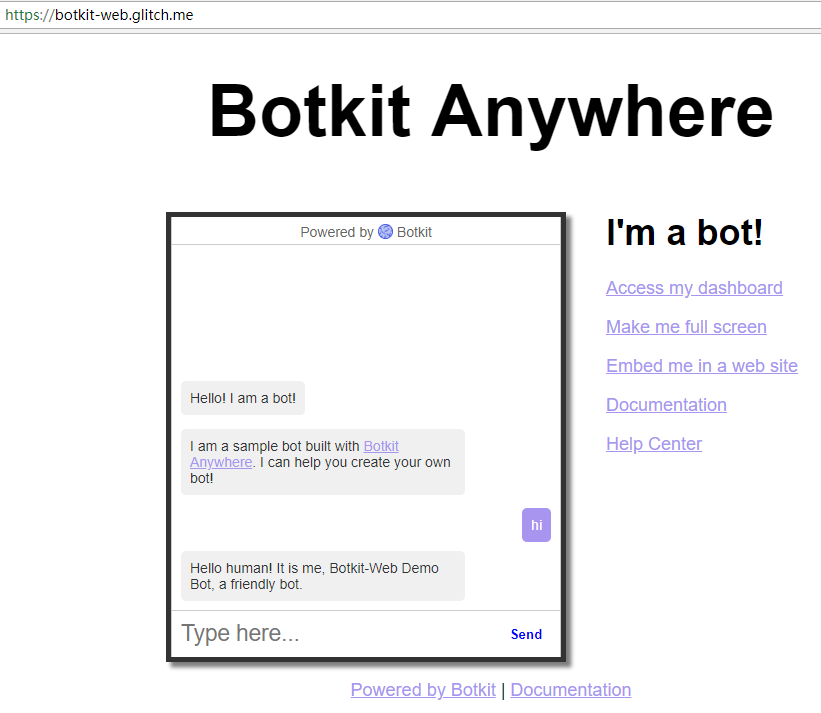 https://botkit-web.glitch.me
Botkit Anywhere
Powered by Botkit
Hello! I am a bot!
I am a sample bot built with Botkit
Anywhere. I can help you create your own
bot!
hi
Hello human! It is me, Botkit-Web Demo
Bot, a friendly bot.
Type here...
Send
I'm a bot!
Access my dashboard
Make me full screen
Embed me in a web site
Documentation
Help Center
Powered by Botkit | Documentation